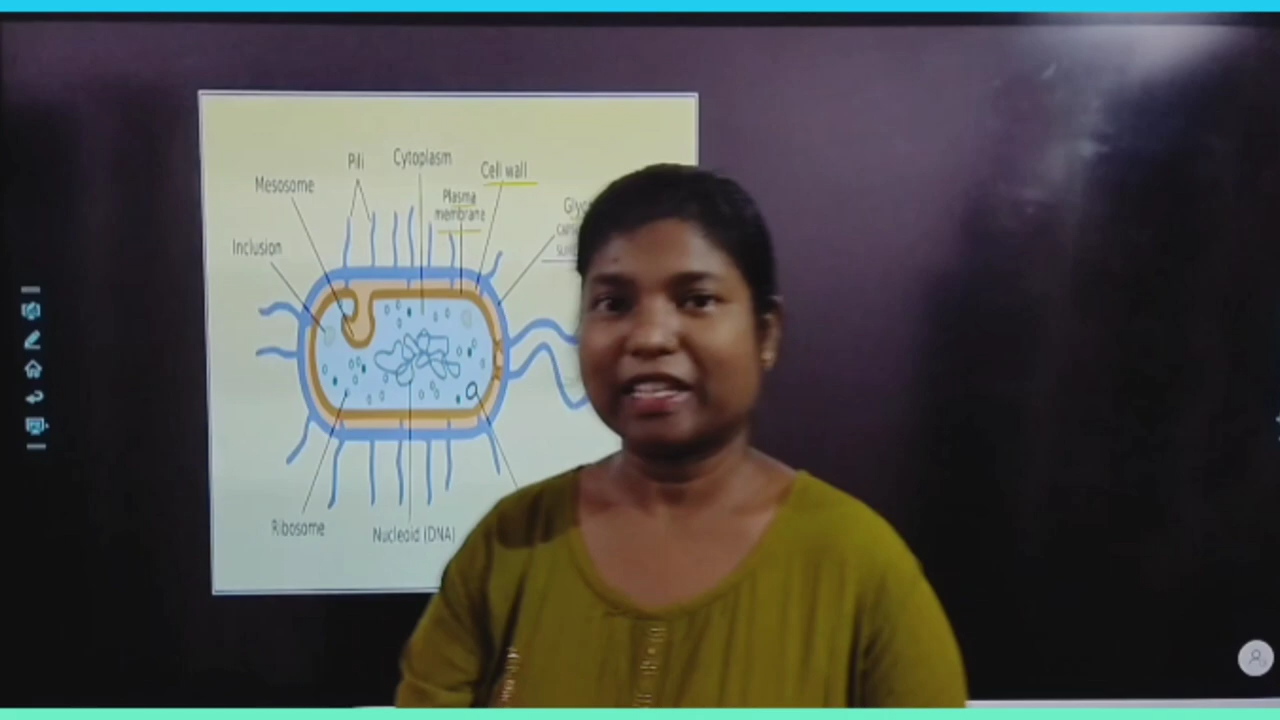 Pili
Cytoplasm
Cell wall
Mesosome
Plasma
membrane
Inclusion
Ribosome
Nucleoid (DNA)